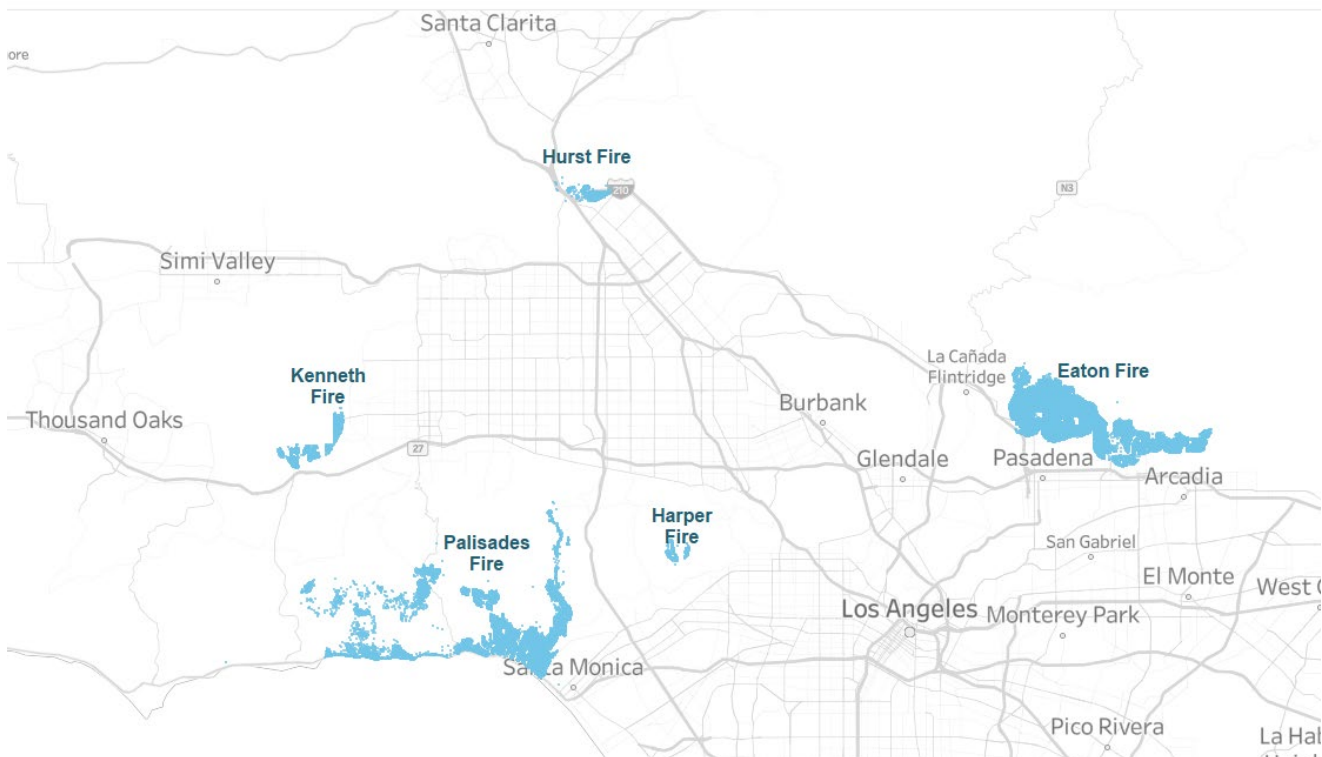 Santa Clarita
ore
Hurst Fire
210
N3
Simi Valley
La Cañada
Flintridge
Eaton Fire
Kenneth
Fire
Burbank
Thousand Oaks
27
Glendale
Pasadena
Arcadia
Harper
Fire
Palisades
Fire
San Gabriel
El Monte
West C
Los Angeles
Monterey Park
Santa Monica
Pico Rivera
La Hab